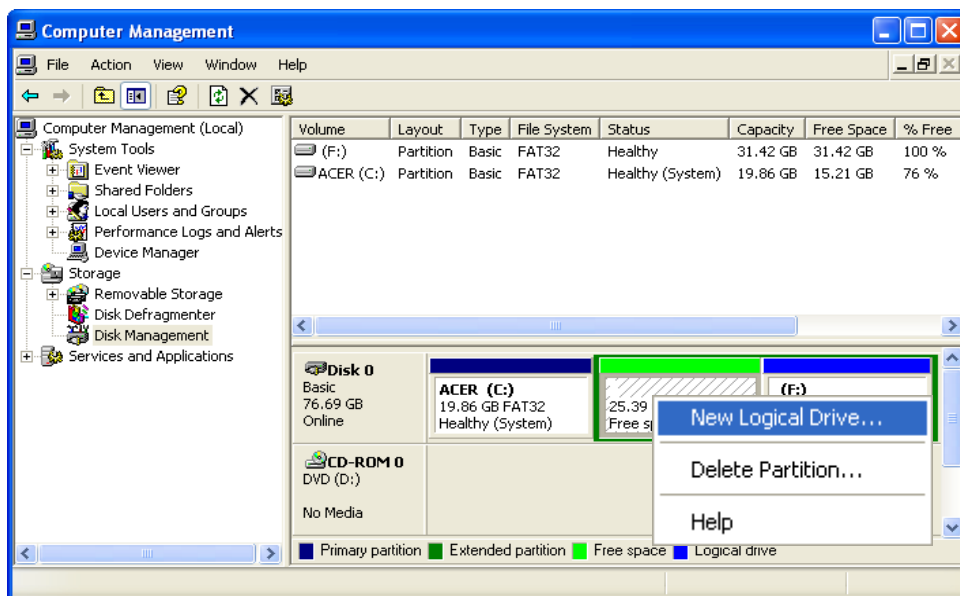 Computer Management
File Action View Window Help
Computer Management (Local)
System Tools
Event Viewer
Shared Folders
Local Users and Groups
Performance Logs and Alerts
Device Manager
Storage
Removable Storage
Disk Defragmenter
Disk Management
Services and Applications
Volume Layout Type File System Status Capacity Free Space % Free
(F:) Partition Basic FAT32 Healthy 31.42 GB 31.42 GB 100 %
ACER (C:) Partition Basic FAT32 Healthy (System) 19.86 GB 15.21 GB 76 %
Disk 0
Basic
76.69 GB
Online
ACER (C:)
19.86 GB FAT32
Healthy (System)
25.39
Free
(F:)
New Logical Drive...
Delete Partition...
Help
CD-ROM 0
DVD (D:)
No Media
Primary partition Extended partition Free space Logical drive